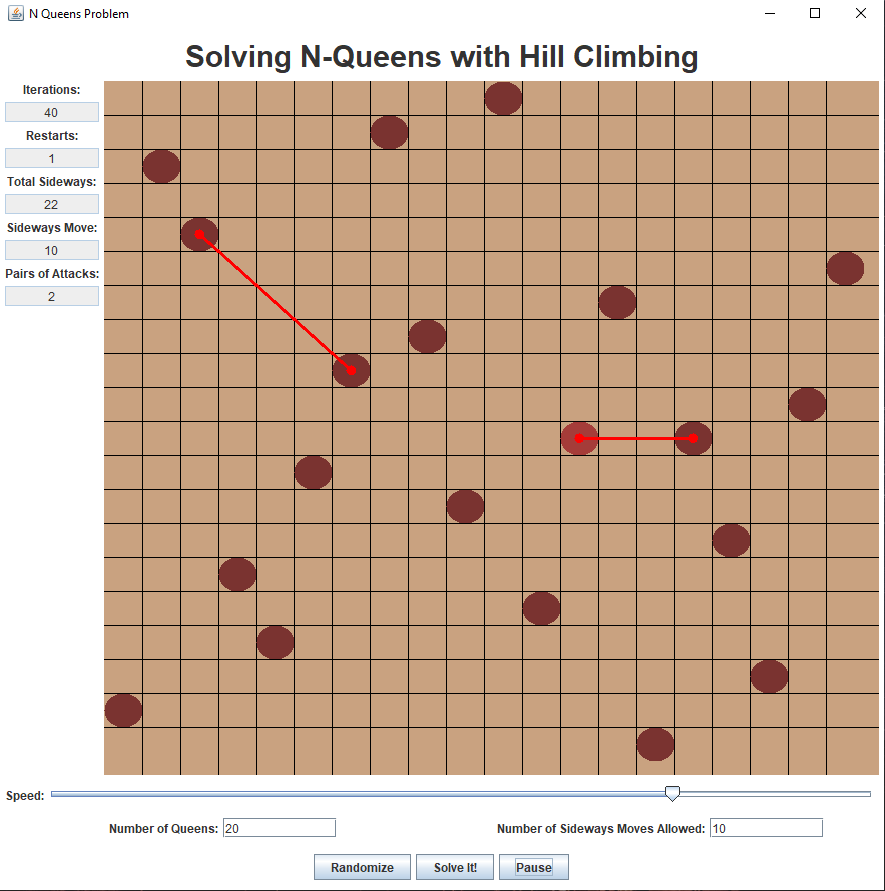 N Queens Problem
Solving N-Queens with Hill Climbing
Iterations:
40
Restarts:
1
Total Sideways:
22
Sideways Move:
10
Pairs of Attacks:
2
Speed:
Number of Queens: 20
Number of Sideways Moves Allowed: 10
Randomize Solve It! Pause